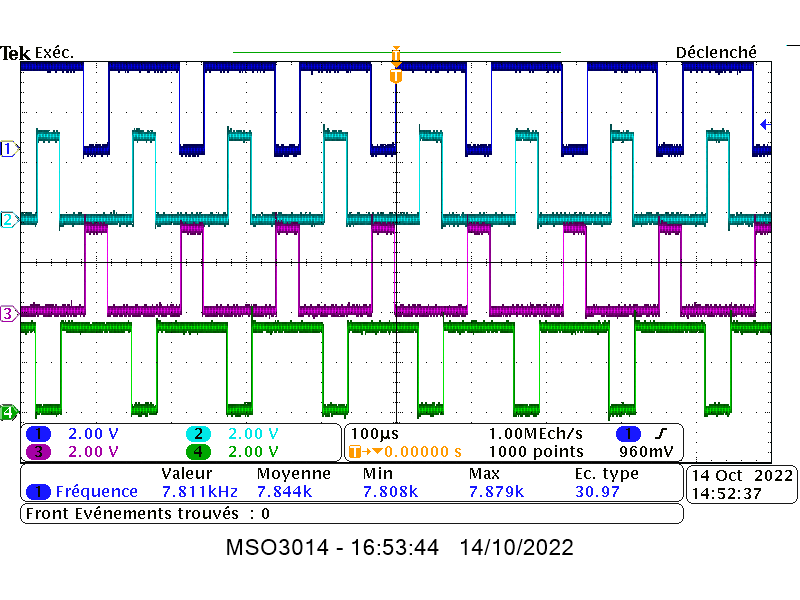 Tek Exéc. Déclenché
T
T
1
2
3
4
1 2.00 V 2 2.00 V
3 2.00 V 4 2.00 V
100µs 1.00MEch/s 1
T→▼0.00000 s 1000 points 960mV
Valeur Moyenne Min Max Ec. type
1 Fréquence 7.811kHz 7.844k 7.808k 7.879k 30.97
Front Evénements trouvés : 0
14 Oct 2022
14:52:37
MSO3014 - 16:53:44 14/10/2022